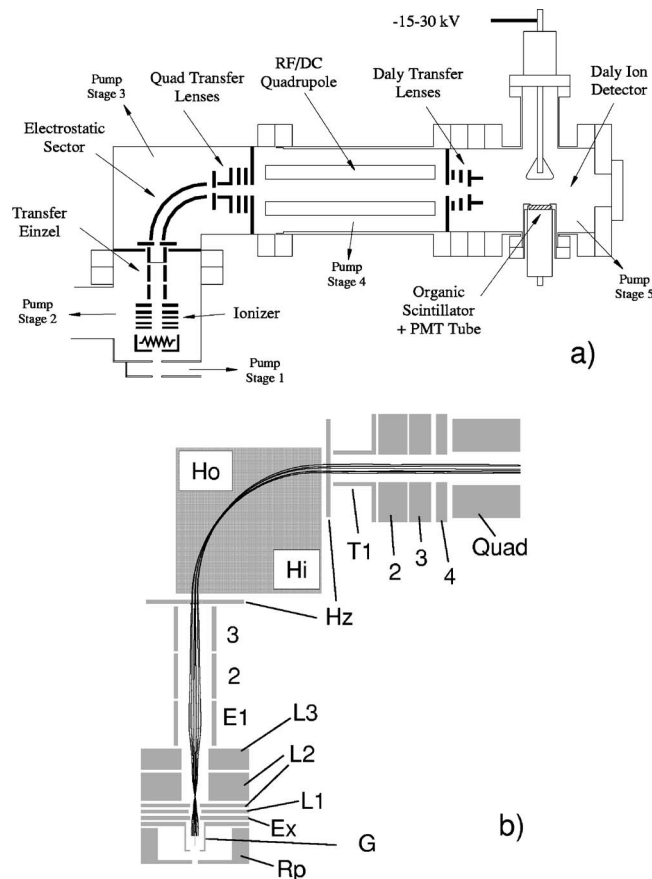 -15-30 kV
RF/DC
Quadrupole
Daly Transfer
Lenses
Daly Ion
Detector
Quad Transfer
Lenses
Pump
Stage 3
Electrostatic
Sector
Transfer
Einzel
Pump
Stage 2
Ionizer
Pump
Stage 1
Pump
Stage 4
Organic
Scintillator
+ PMT Tube
Pump
Stage 5
a)
Ho
Hi
T1
2
3
4
Quad
Hz
3
2
E1
L3
L2
L1
Ex
G
Rp
b)